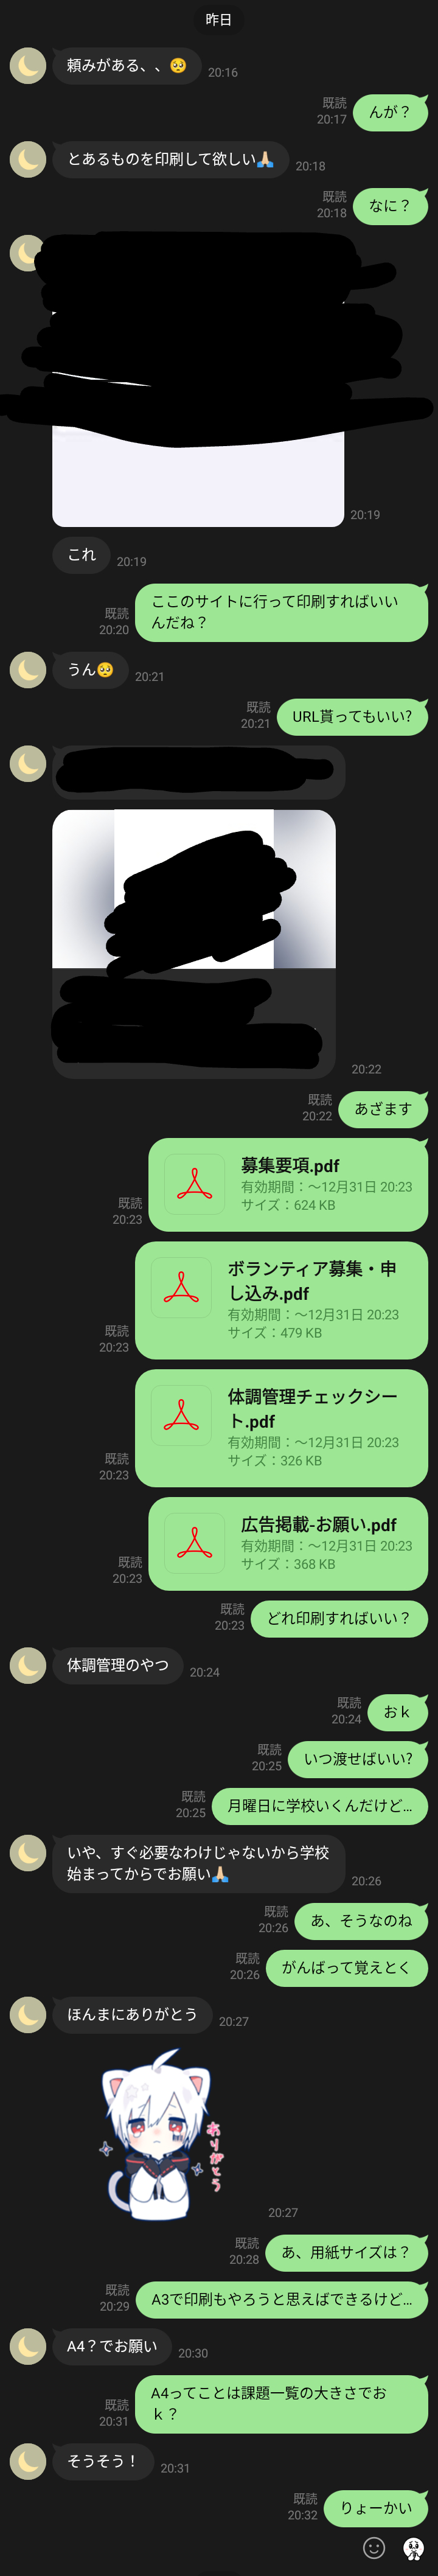 昨日
頼みがある、、🥺
20:16
既読
20:17
んが？
とあるものを印刷して欲しい🙏🏻
20:18
既読
20:18
なに？
20:19
これ
20:19
既読
20:20
ここのサイトに行って印刷すればいい
んだね？
うん🥺
20:21
既読
20:21
URL貰ってもいい?
20:22
既読
20:22
あざます
既読
20:23
募集要項.pdf
有効期間：～12月31日 20:23
サイズ：624 KB
既読
20:23
ボランティア募集・申
し込み.pdf
有効期間：～12月31日 20:23
サイズ：479 KB
既読
20:23
体調管理チェックシー
ト.pdf
有効期間：～12月31日 20:23
サイズ：326 KB
既読
20:23
広告掲載-お願い.pdf
有効期間：～12月31日 20:23
サイズ：368 KB
既読
20:23
どれ印刷すればいい？
体調管理のやつ
20:24
既読
20:24
おｋ
既読
20:25
いつ渡せばいい?
既読
20:25
月曜日に学校いくんだけど…
いや、すぐ必要なわけじゃないから学校
始まってからでお願い🙏🏻
20:26
既読
20:26
あ、そうなのね
既読
20:26
がんばって覚えとく
ほんまにありがとう
20:27
ありがとう
20:27
既読
20:28
あ、用紙サイズは？
既読
20:29
A3で印刷もやろうと思えばできるけど…
A4？でお願い
20:30
既読
20:31
A4ってことは課題一覧の大きさでお
ｋ？
そうそう！
20:31
既読
20:32
りょーかい